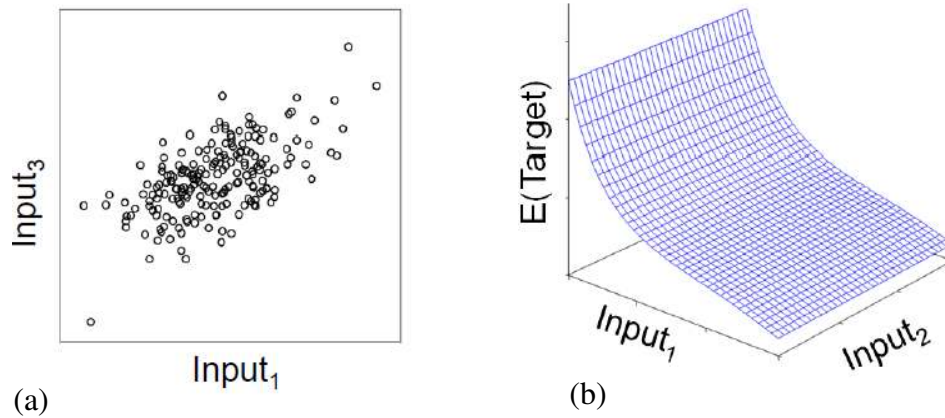 Input₃
Input₁
(a)
E(Target)
Input₁
Input₂
(b)